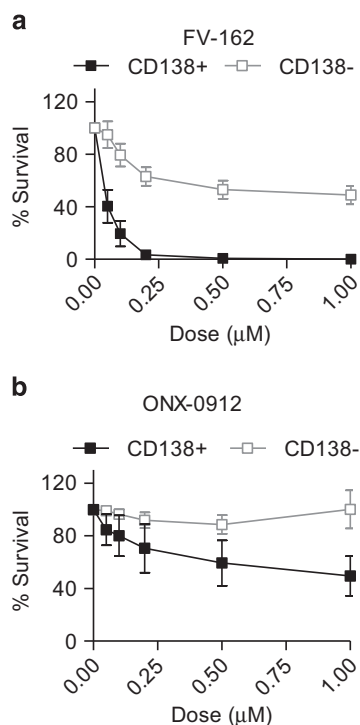 a
FV-162
CD138+ CD138-
120
80
40
0
% Survival
0.00 0.25 0.50 0.75 1.00
Dose (μM)
b
ONX-0912
CD138+ CD138-
120
80
40
0
% Survival
0.00 0.25 0.50 0.75 1.00
Dose (μM)